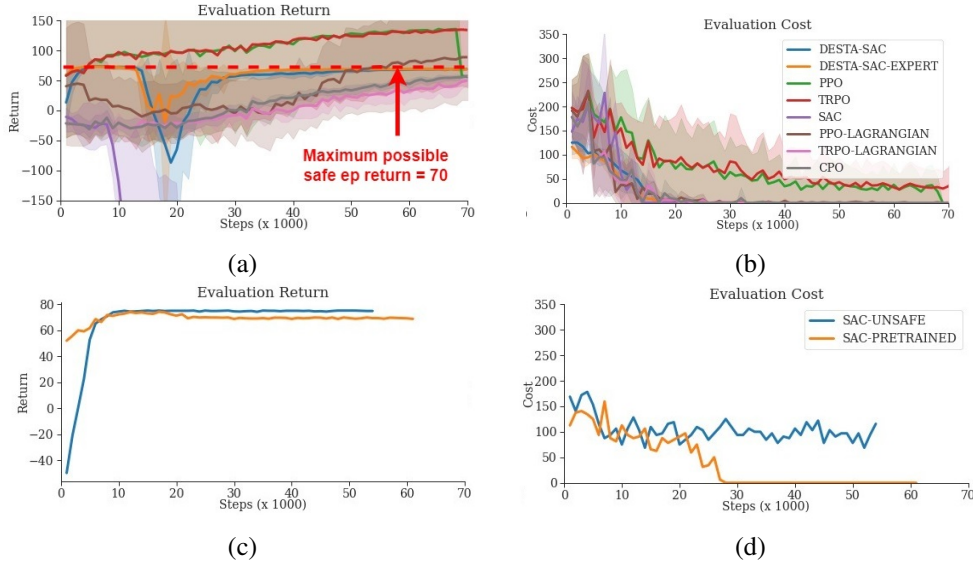 Evaluation Return
150
100
50
0
−50
−100
−150
Return
0 10 20 30 40 50 60 70
Steps (x 1000)
Maximum possible
safe ep return = 70
(a)
Evaluation Cost
350
300
250
200
150
100
50
0
Cost
0 10 20 30 40 50 60 70
Steps (x 1000)
DESTA-SAC
DESTA-SAC-EXPERT
PPO
TRPO
SAC
PPO-LAGRANGIAN
TRPO-LAGRANGIAN
CPO
(b)
Evaluation Return
80
60
40
20
0
−20
−40
Return
0 10 20 30 40 50 60 70
Steps (x 1000)
(c)
Evaluation Cost
350
300
250
200
150
100
50
0
Cost
0 10 20 30 40 50 60 70
Steps (x 1000)
SAC-UNSAFE
SAC-PRETRAINED
(d)